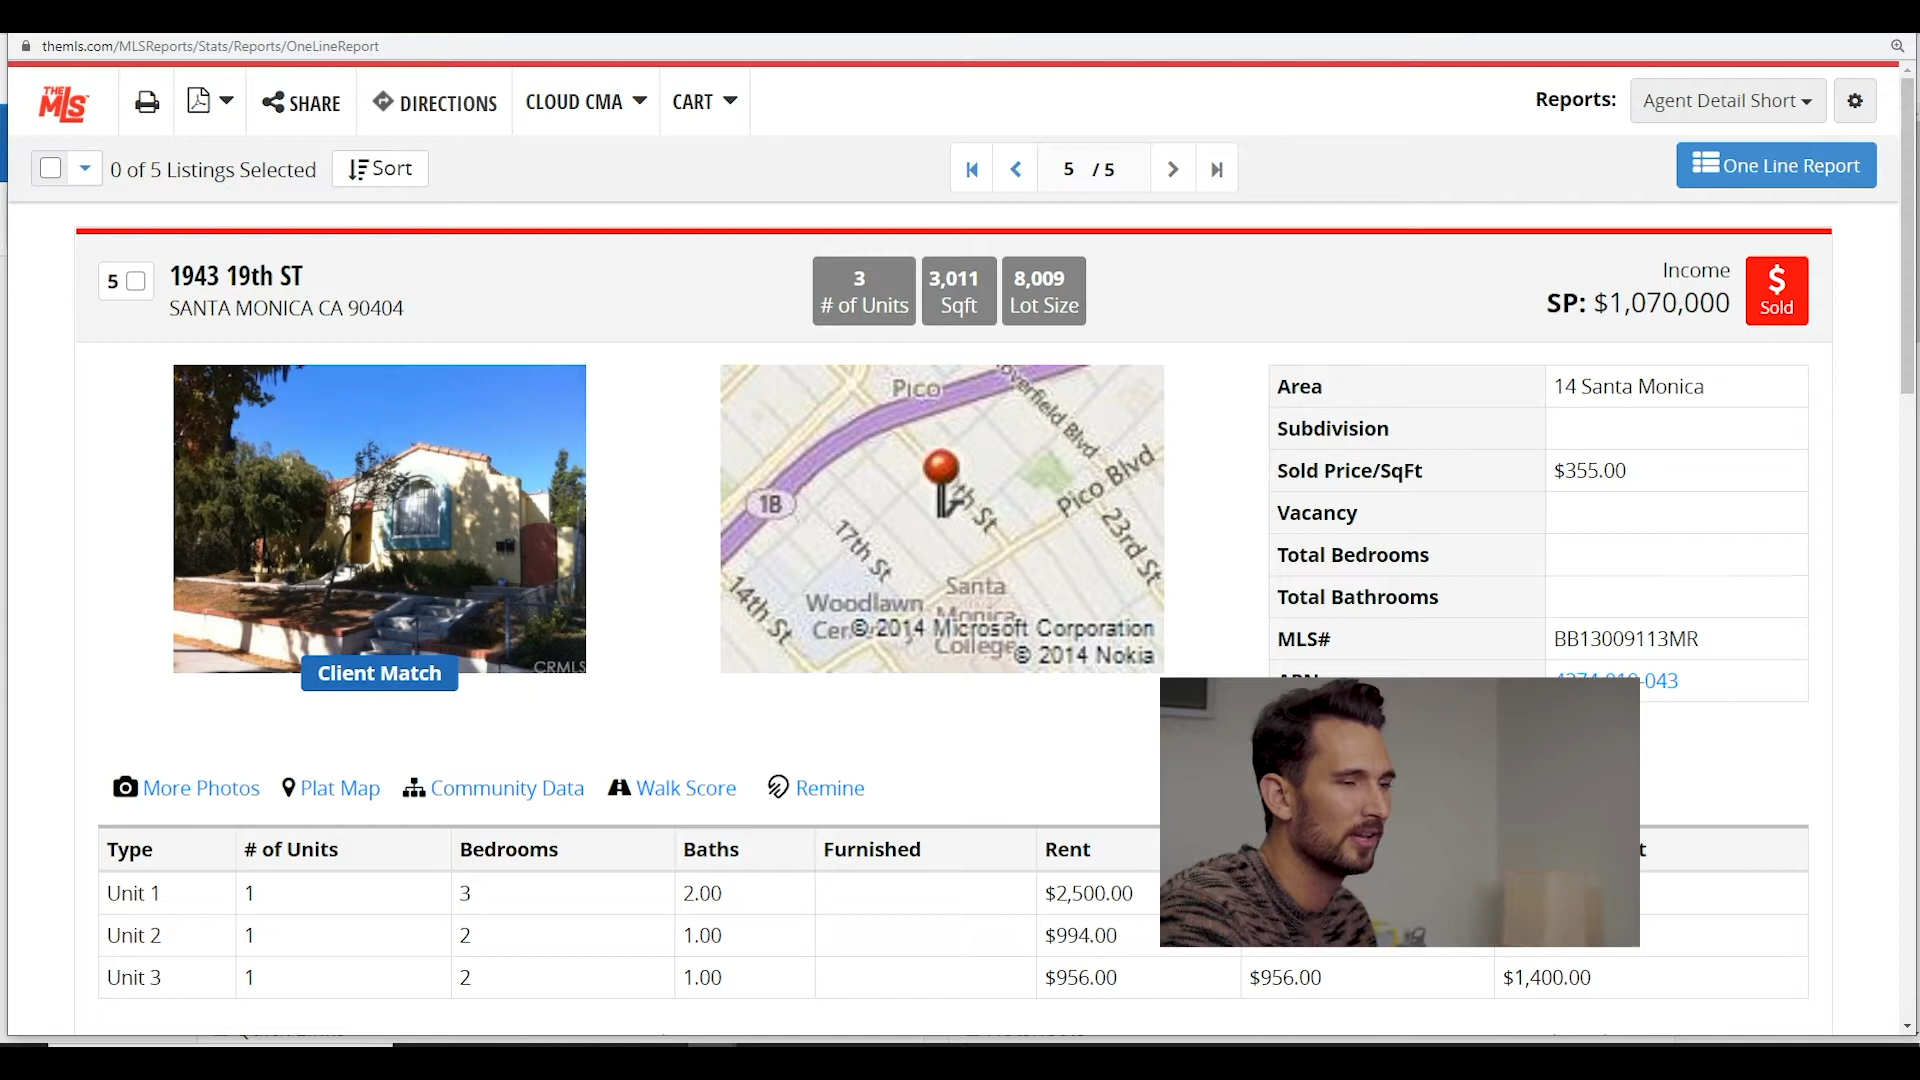 themls.com/MLSReports/Stats/Reports/OneLineReport
THE MLS
SHARE
DIRECTIONS
CLOUD CMA
CART
Reports:
Agent Detail Short
0 of 5 Listings Selected
Sort
5 / 5
One Line Report
5
1943 19th ST
SANTA MONICA CA 90404
3
# of Units
3,011
Sqft
8,009
Lot Size
Income
SP: $1,070,000
$
Sold
Pico
overfield Blvd
1B
th St
Pico Blvd
17th St
23rd St
14th St
Santa
Woodlawn
Monica
Cem
College
© 2014 Microsoft Corporation
© 2014 Nokia
CRMLS
Client Match
Area 14 Santa Monica
Subdivision
Sold Price/SqFt $355.00
Vacancy
Total Bedrooms
Total Bathrooms
MLS# BB13009113MR
-043
More Photos
Plat Map
Community Data
Walk Score
Remine
Type # of Units Bedrooms Baths Furnished Rent t
Unit 1 1 3 2.00 $2,500.00
Unit 2 1 2 1.00 $994.00
Unit 3 1 2 1.00 $956.00 $956.00 $1,400.00